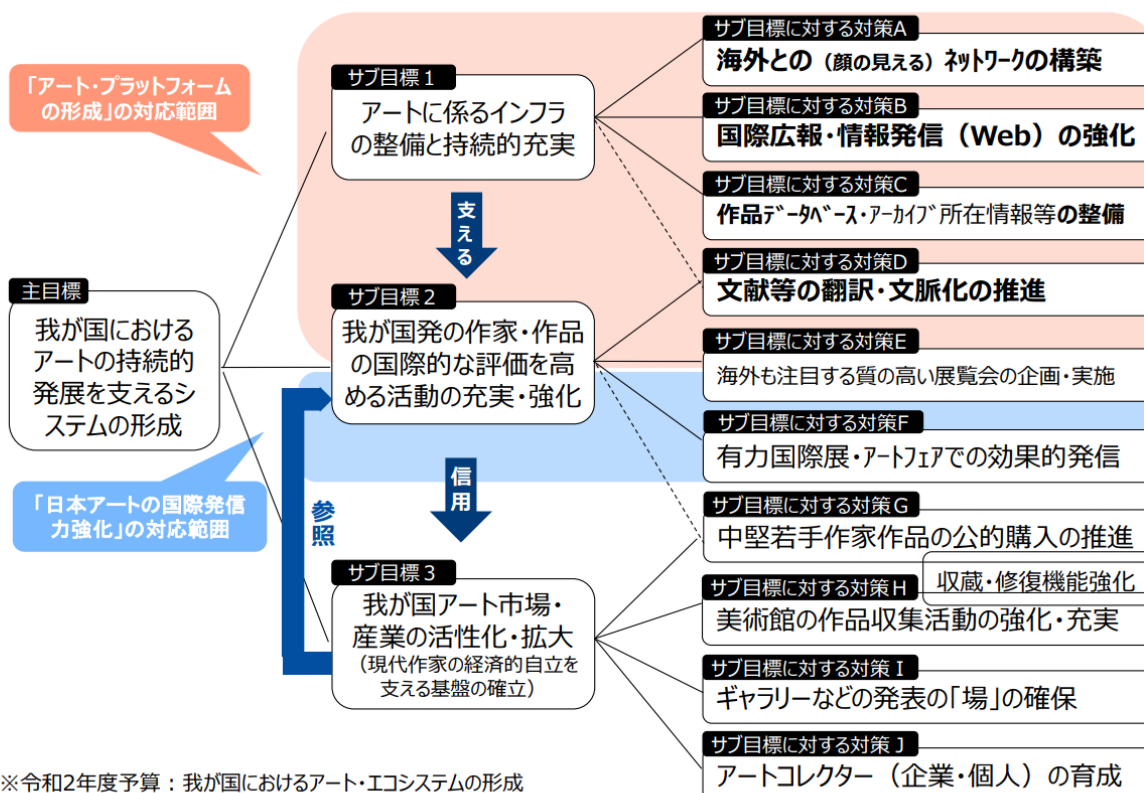 「アート・プラットフォーム
の形成」の対応範囲
主目標
我が国における
アートの持続的
発展を支えるシ
ステムの形成
「日本アートの国際発信
力強化」の対応範囲
サブ目標1
アートに係るインフラ
の整備と持続的充実
支える
サブ目標2
我が国発の作家・作品
の国際的な評価を高
める活動の充実・強化
信用
参照
サブ目標3
我が国アート市場・
産業の活性化・拡大
（現代作家の経済的自立を
支える基盤の確立）
サブ目標に対する対策A
海外との（顔の見える）ﾈｯﾄﾜｰｸの構築
サブ目標に対する対策B
国際広報・情報発信（Web）の強化
サブ目標に対する対策C
作品ﾃﾞｰﾀﾍﾞｰｽ・ｱｰｶｲﾌﾞ所在情報等の整備
サブ目標に対する対策D
文献等の翻訳・文脈化の推進
サブ目標に対する対策E
海外も注目する質の高い展覧会の企画・実施
サブ目標に対する対策F
有力国際展・ｱｰﾄﾌｪｱでの効果的発信
サブ目標に対する対策G
中堅若手作家作品の公的購入の推進
収蔵・修復機能強化
サブ目標に対する対策H
美術館の作品収集活動の強化・充実
サブ目標に対する対策I
ギャラリーなどの発表の「場」の確保
サブ目標に対する対策J
アートコレクター（企業・個人）の育成
※令和2年度予算：我が国におけるアート・エコシステムの形成